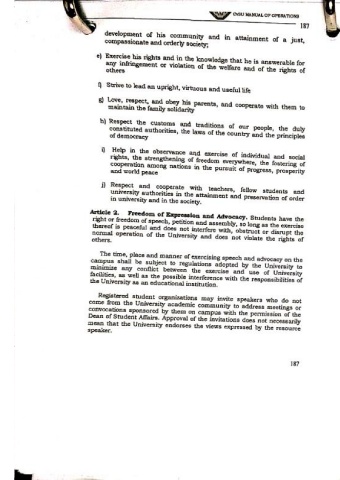 OVSU MANUAL OF OPERATIONS
187
development of his community and in attainment of a just,
compassionate and orderly society;
e) Exercise his rights and in the knowledge that he is answerable for
any infringement or violation of the welfare and of the rights of
others
f) Strive to lead an upright, virtuous and useful life
g) Love, respect, and obey his parents, and cooperate with them to
maintain the family solidarity
h) Respect the customs and traditions of our people, the duly
constituted authorities, the laws of the country and the principles
of democracy
i) Help in the observance and exercise of individual and social
rights, the strengthening of freedom everywhere, the fostering of
cooperation among nations in the pursuit of progress, prosperity
and world peace
j) Respect and cooperate with teachers, fellow students and
university authorities in the attainment and preservation of order
in university and in the society.
Article 2. Freedom of Expression and Advocacy. Students have the
right or freedom of speech, petition and assembly, so long as the exercise
thereof is peaceful and does not interfere with, obstruct or disrupt the
normal operation of the University and does not violate the rights of
others.
The time, place and manner of exercising speech and advocacy on the
campus shall be subject to regulations adopted by the University to
minimize any conflict between the exercise and use of University
facilities, as well as the possible interference with the responsibilities of
the University as an educational institution.
Registered student organizations may invite speakers who do not
come from the University academic community to address meetings or
convocations sponsored by them on campus with the permission of the
Dean of Student Affairs. Approval of the invitations does not necessarily
mean that the University endorses the views expressed by the resource
speaker.
187